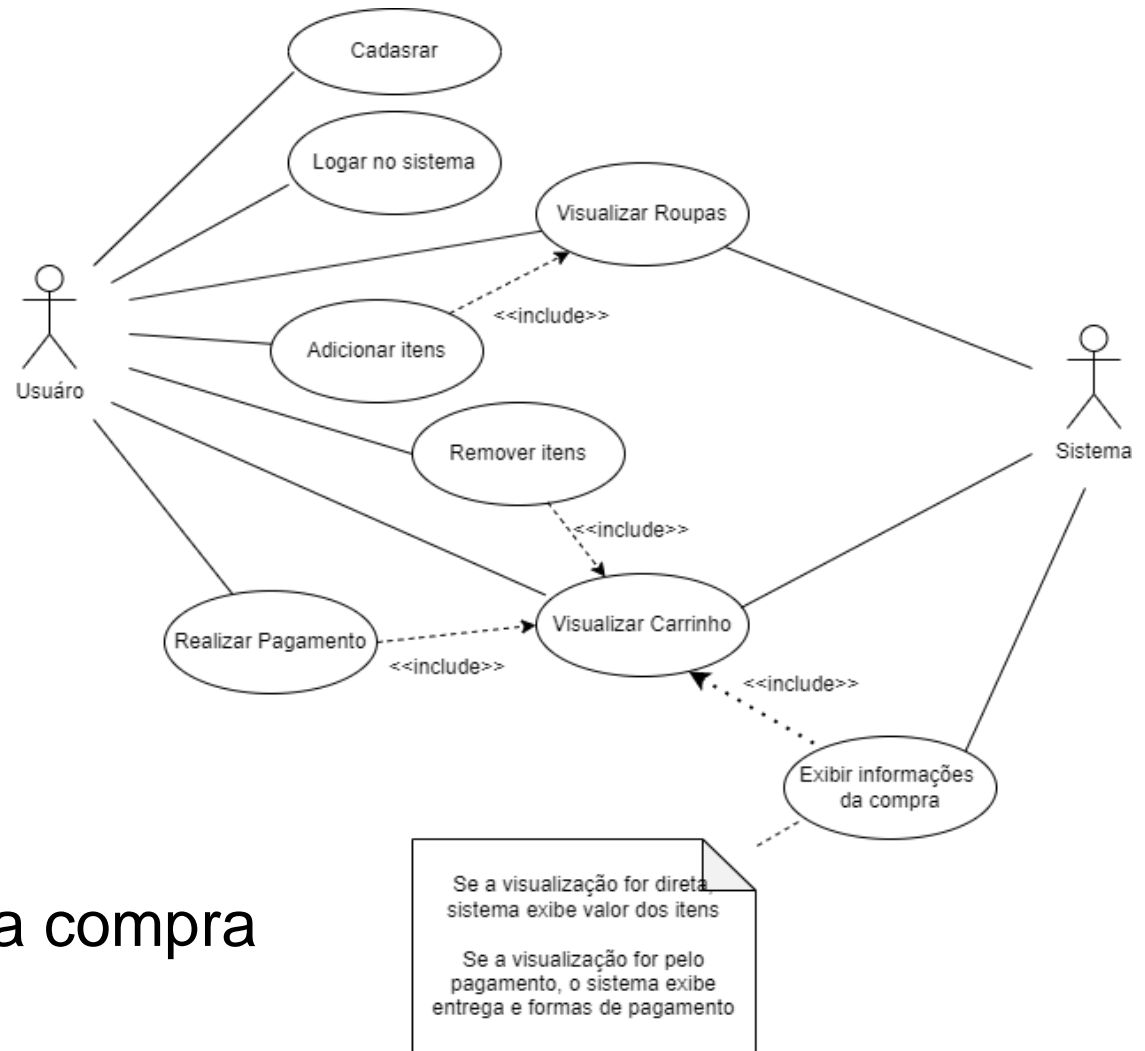 Cadasrar
Logar no sistema
Visualizar Roupas
<<include>>
Adicionar itens
Usuáro
Remover itens
Sistema
<<include>>
Visualizar Carrinho
Realizar Pagamento
<<include>>
<<include>>
Exibir informações
da compra
Se a visualização for direta,
sistema exibe valor dos itens
Se a visualização for pelo
pagamento, o sistema exibe
entrega e formas de pagamento
a compra